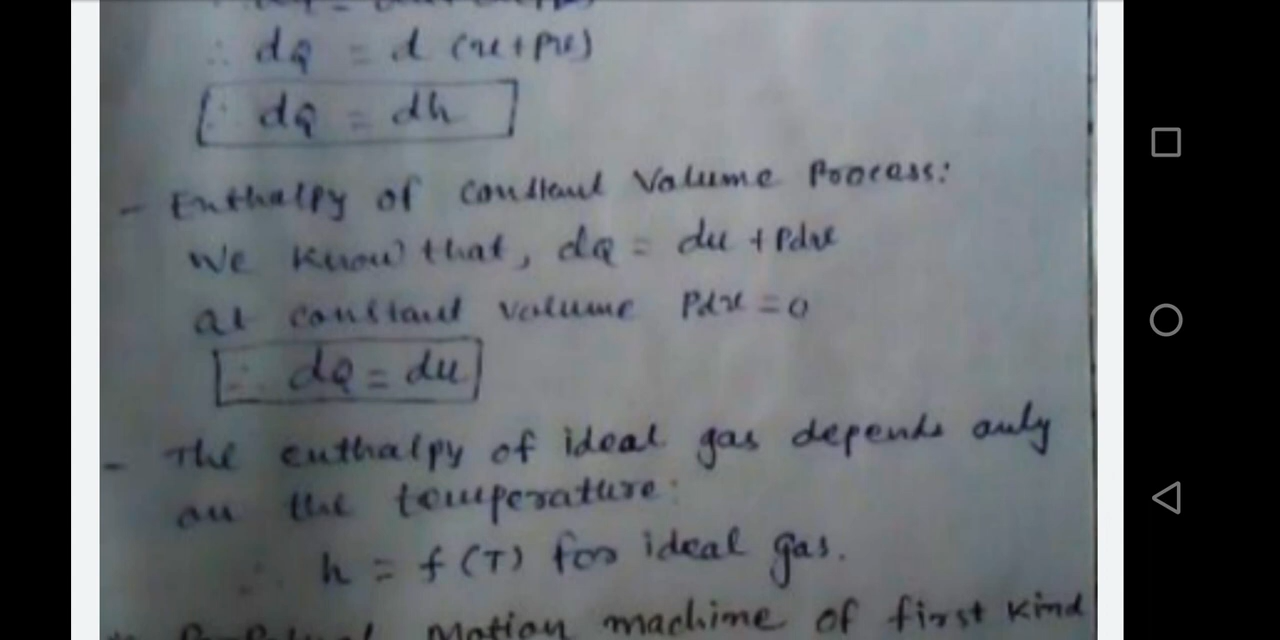 ∴ dq = d (u+pv)
∴ dq = dh
- Enthalpy of constant volume Process:
We know that, dq = du + Pdv
at constant volume Pdv = 0
∴ dq = du
- The enthalpy of ideal gas depends only
on the temperature:
∴ h = f(T) for ideal gas.
motion machine of first kind